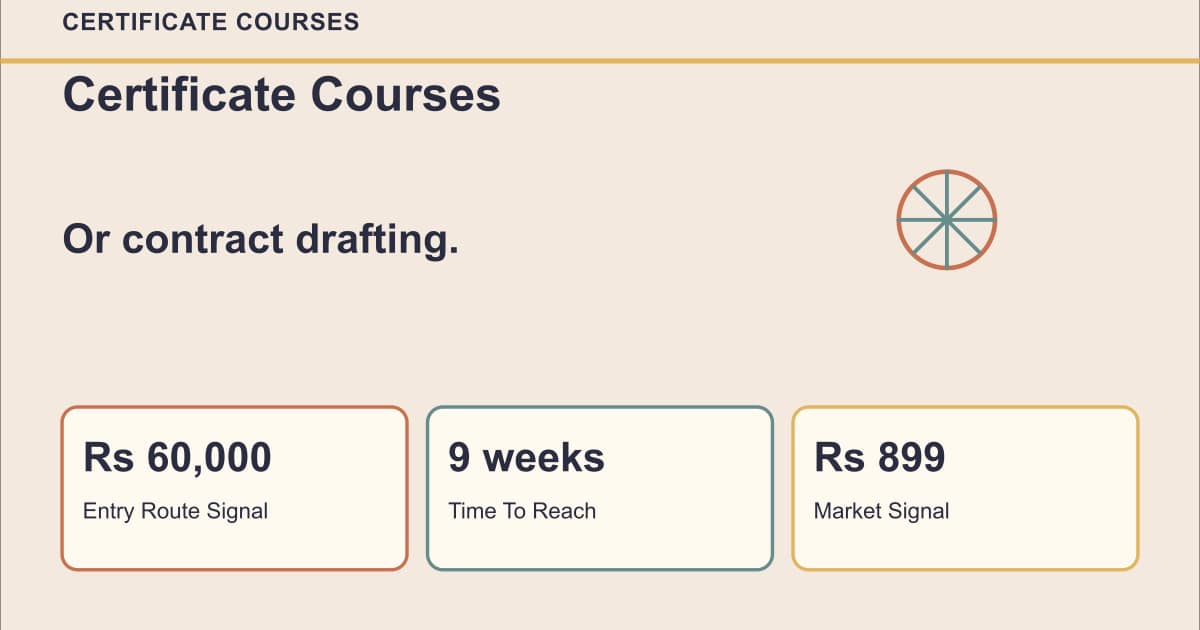 CERTIFICATE COURSES
Certificate Courses
Or contract drafting.
Rs 60,000
Entry Route Signal
9 weeks
Time To Reach
Rs 899
Market Signal